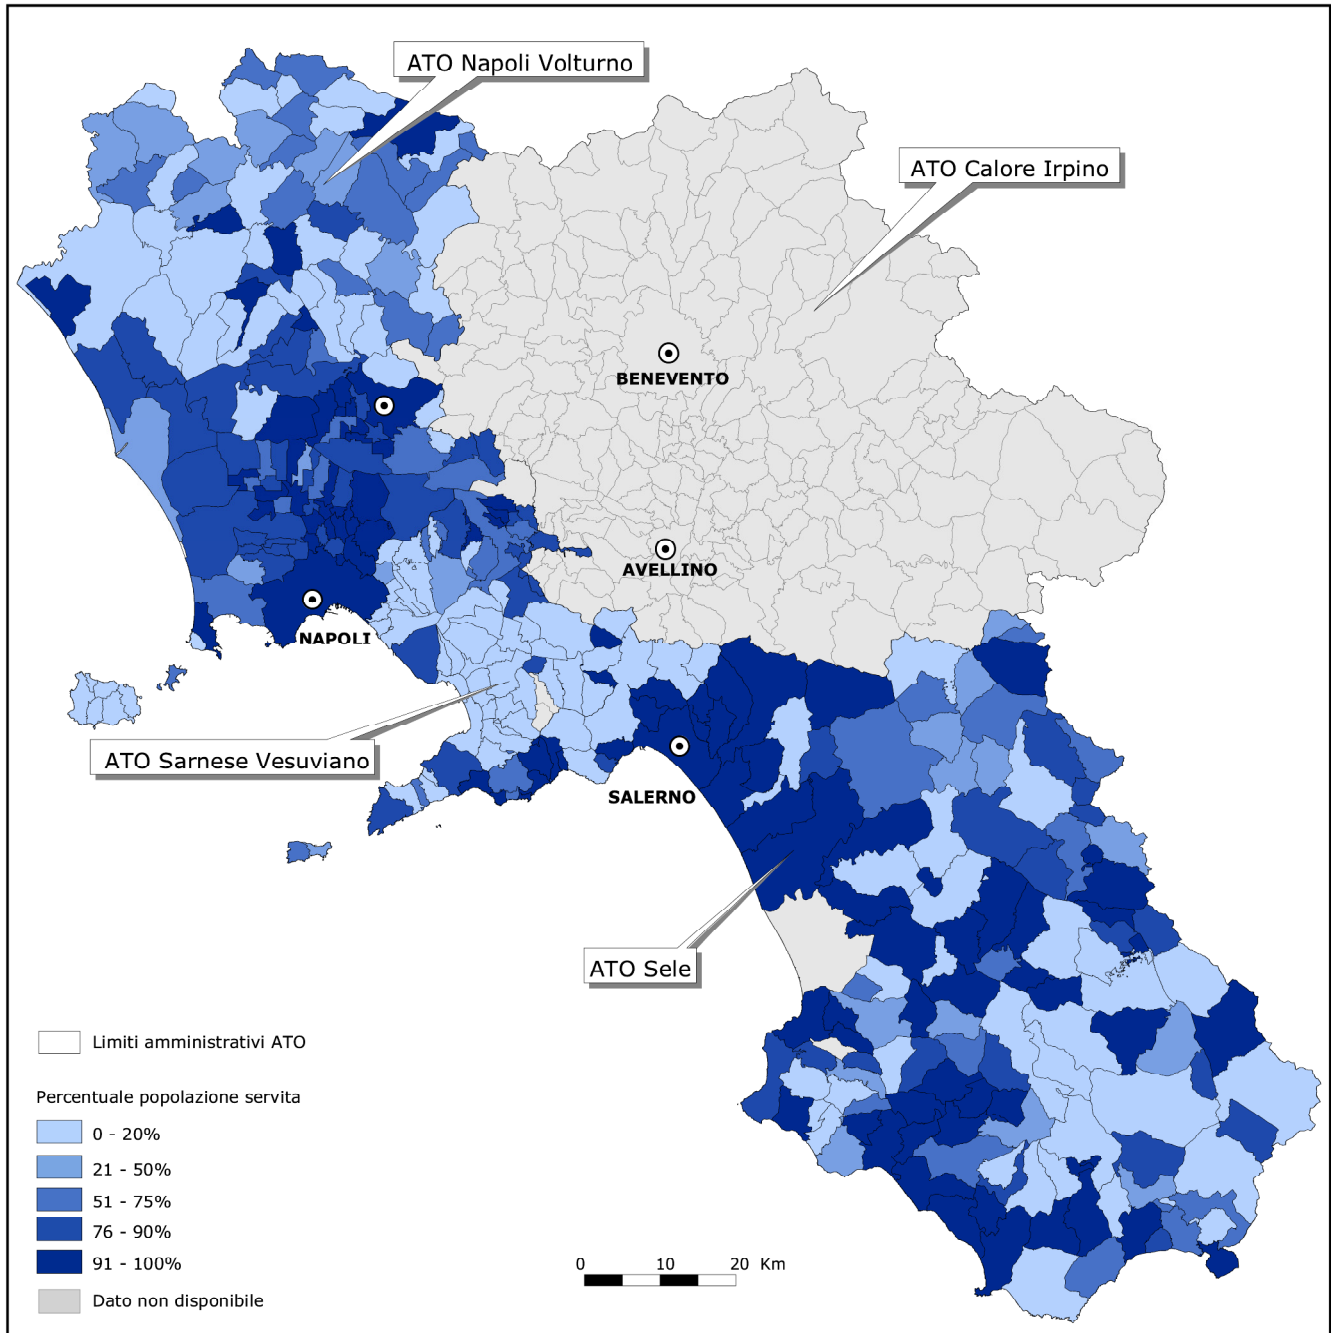 ATO Napoli Volturno
ATO Calore Irpino
BENEVENTO
AVELLINO
NAPOLI
ATO Sarnese Vesuviano
SALERNO
ATO Sele
Limiti amministrativi ATO
Percentuale popolazione servita
0 - 20%
21 - 50%
51 - 75%
76 - 90%
91 - 100%
Dato non disponibile
0 10 20 Km